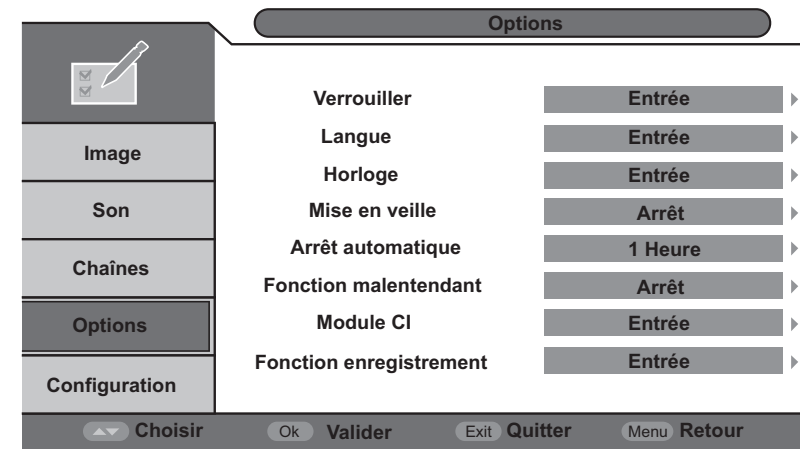 Options
Verrouiller Entrée
Langue Entrée
Horloge Entrée
Mise en veille Arrêt
Arrêt automatique 1 Heure
Fonction malentendant Arrêt
Module CI Entrée
Fonction enregistrement Entrée
Image
Son
Chaînes
Options
Configuration
Choisir Ok Valider Exit Quitter Menu Retour